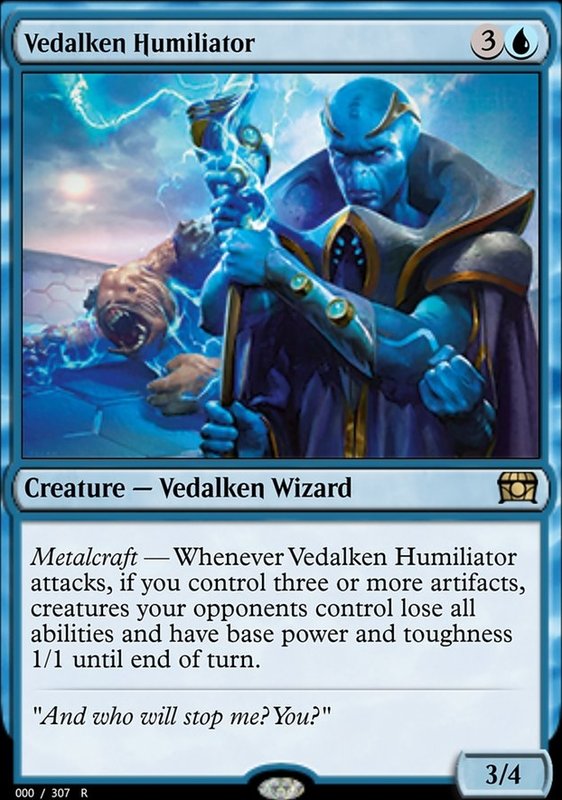 Vedalken Humiliator 3
Creature — Vedalken Wizard
Metalcraft — Whenever Vedalken Humiliator
attacks, if you control three or more artifacts,
creatures your opponents control lose all
abilities and have base power and toughness
1/1 until end of turn.
"And who will stop me? You?"
3/4
000 / 307 R